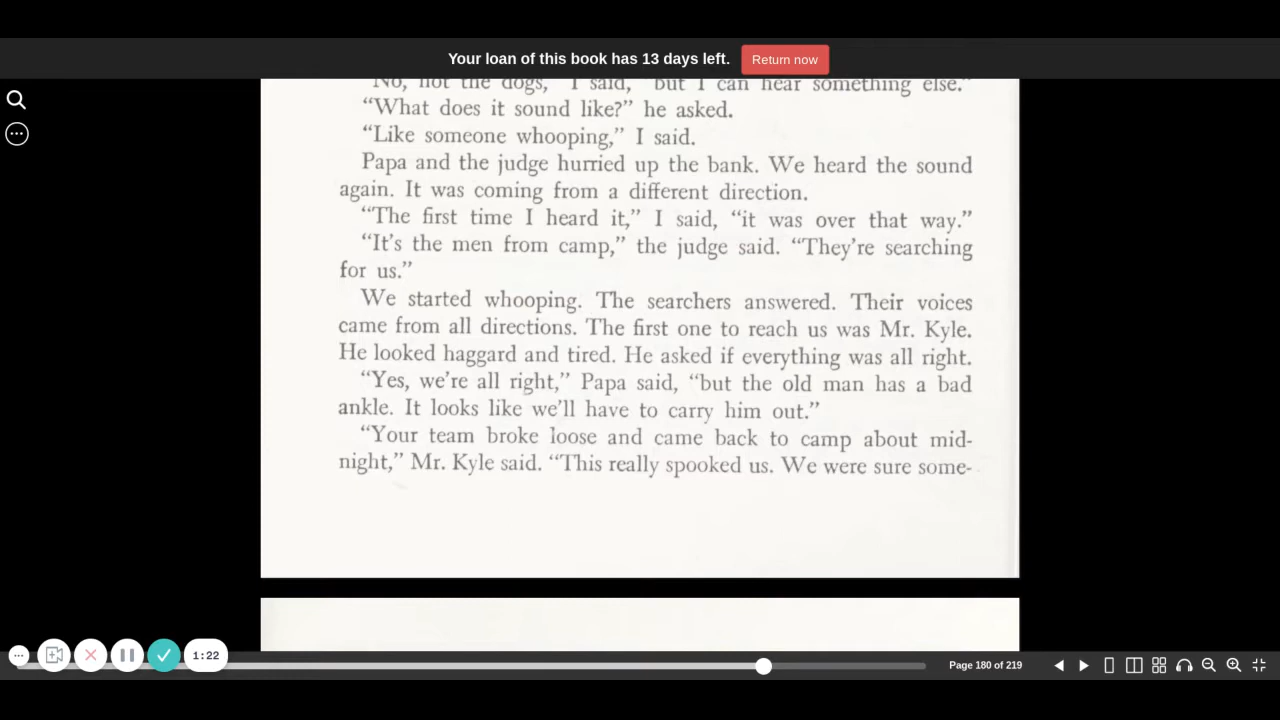 Your loan of this book has 13 days left. Return now
"No, not the dogs," I said, "but I can hear something else."
"What does it sound like?" he asked.
"Like someone whooping," I said.
Papa and the judge hurried up the bank. We heard the sound
again. It was coming from a different direction.
"The first time I heard it," I said, "it was over that way."
"It's the men from camp," the judge said. "They're searching
for us."
We started whooping. The searchers answered. Their voices
came from all directions. The first one to reach us was Mr. Kyle.
He looked haggard and tired. He asked if everything was all right.
"Yes, we're all right," Papa said, "but the old man has a bad
ankle. It looks like we'll have to carry him out."
"Your team broke loose and came back to camp about mid-
night," Mr. Kyle said. "This really spooked us. We were sure some-
1:22
Page 180 of 219